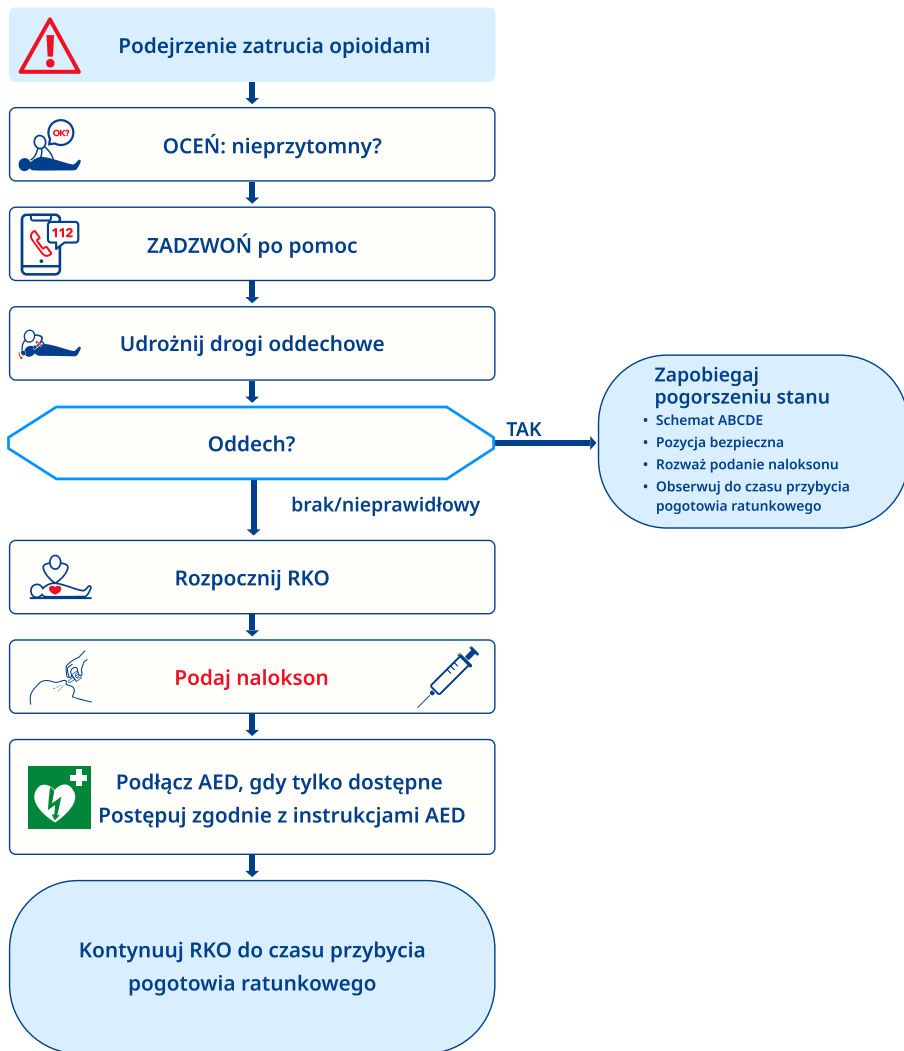 Podejrzenie zatrucia opioidami
OK?
OCEŃ: nieprzytomny?
112
ZADZWOŃ po pomoc
Udrożnij drogi oddechowe
Oddech?
TAK
Zapobiegaj
pogorszeniu stanu
• Schemat ABCDE
• Pozycja bezpieczna
• Rozważ podanie naloksonu
• Obserwuj do czasu przybycia
pogotowia ratunkowego
brak/nieprawidłowy
Rozpocznij RKO
Podaj nalokson
Podłącz AED, gdy tylko dostępne
Postępuj zgodnie z instrukcjami AED
Kontynuuj RKO do czasu przybycia
pogotowia ratunkowego